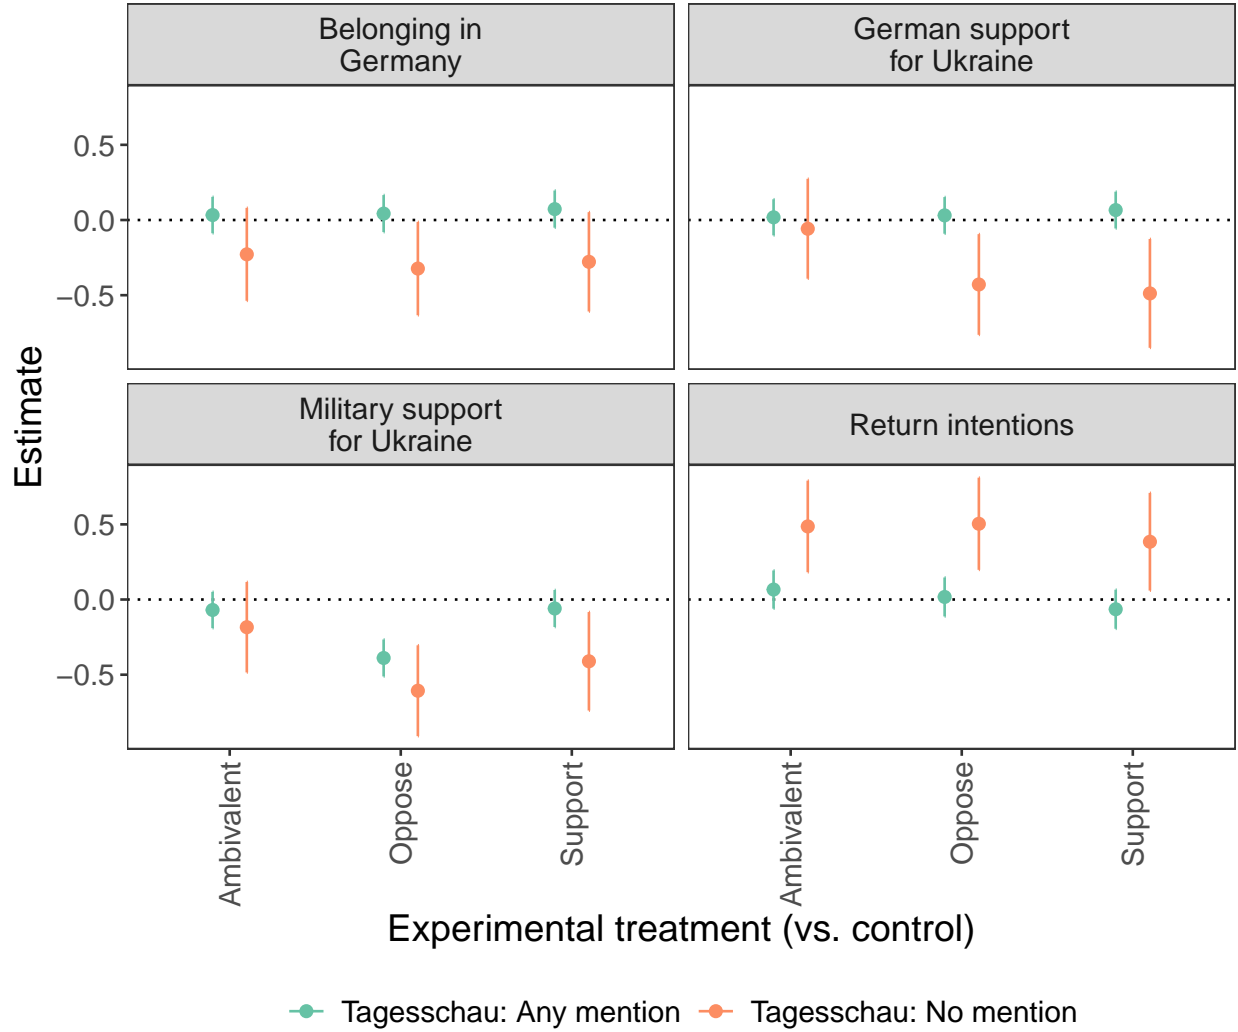 Belonging in
Germany
German support
for Ukraine
0.5
0.0
−0.5
Estimate
Military support
for Ukraine
Return intentions
0.5
0.0
−0.5
Ambivalent
Oppose
Support
Ambivalent
Oppose
Support
Experimental treatment (vs. control)
Tagesschau: Any mention
Tagesschau: No mention